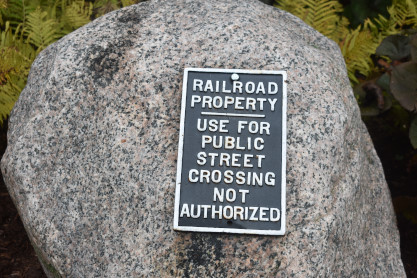 RAILROAD
PROPERTY
USE FOR
PUBLIC
STREET
CROSSING
NOT
AUTHORIZED